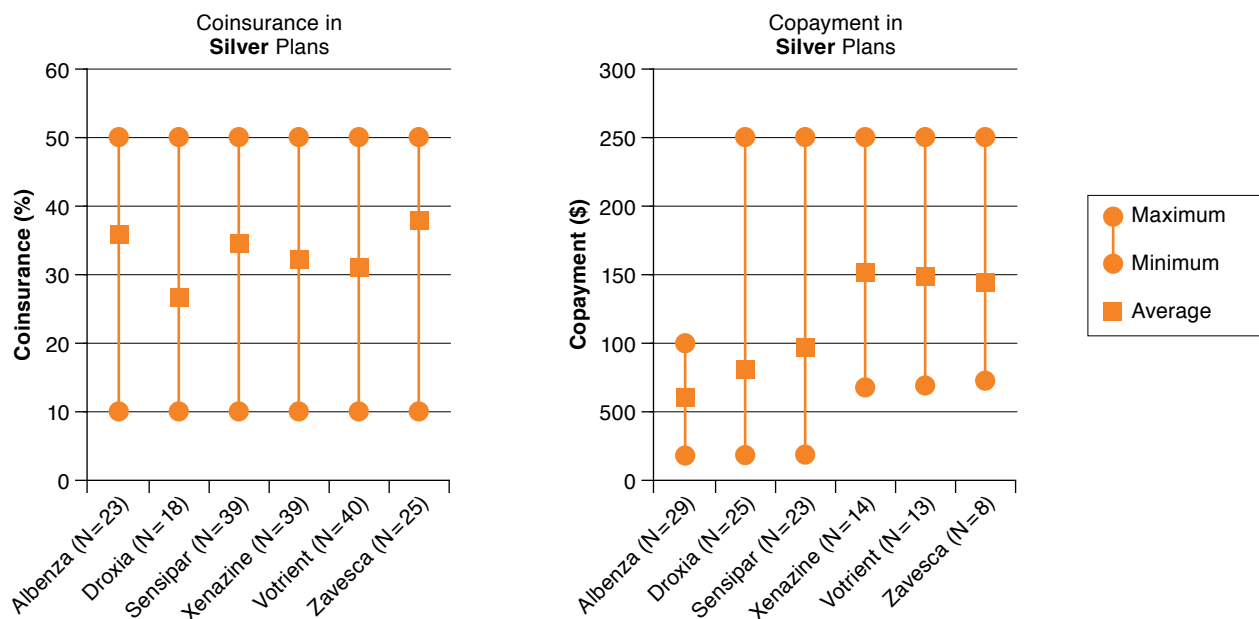 Coinsurance in
Silver Plans
60
50
40
30
20
10
0
Coinsurance (%)
Albenza (N=23)
Droxia (N=18)
Sensipar (N=39)
Xenazine (N=39)
Votrient (N=40)
Zavesca (N=25)
Copayment in
Silver Plans
300
250
200
150
100
500
0
Copayment ($)
Albenza (N=29)
Droxia (N=25)
Sensipar (N=23)
Xenazine (N=14)
Votrient (N=13)
Zavesca (N=8)
Maximum
Minimum
Average